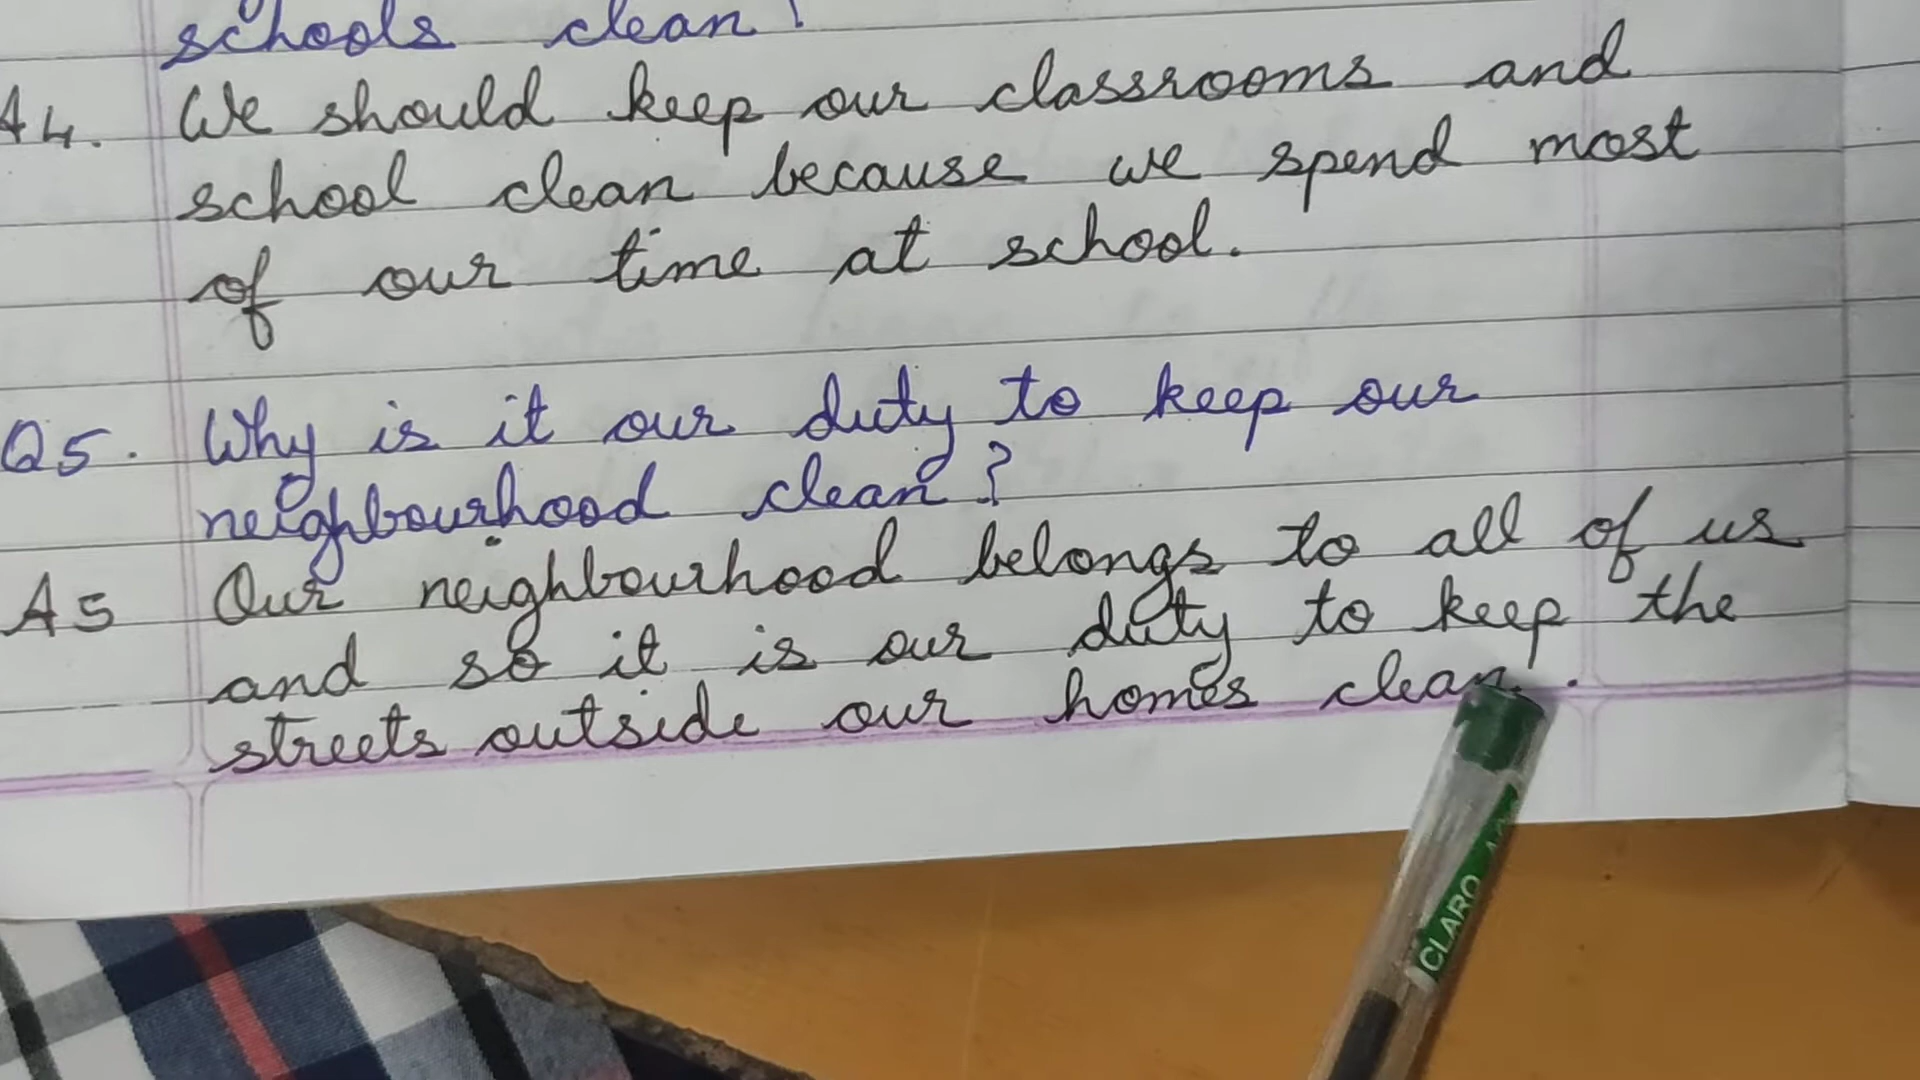 schools clean?
A4. We should keep our classrooms and
school clean because we spend most
of our time at school.
Q5. Why is it our duty to keep our
neighbourhood clean?
A5 Our neighbourhood belongs to all of us
and so it is our duty to keep the
streets outside our homes clean.
CLARO